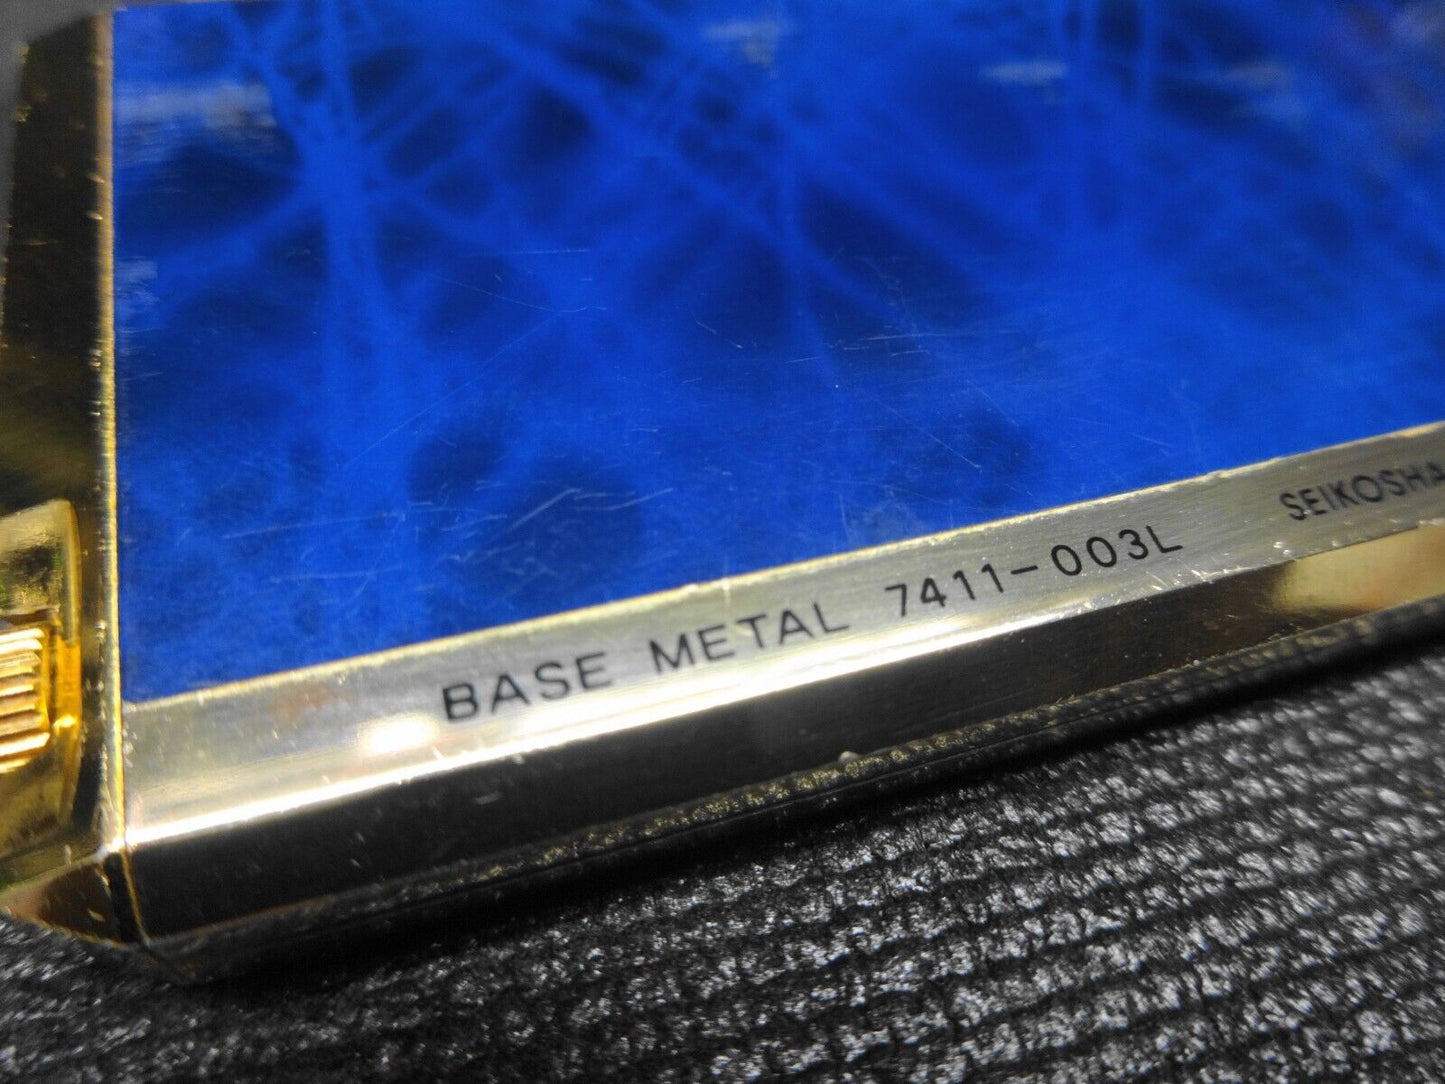 BASE METAL 7411-003L SEIKOSHA